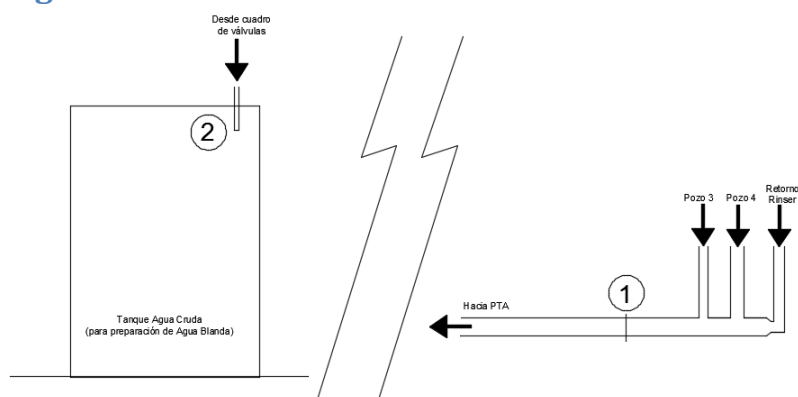 Desde cuadro
de válvulas
2
Tanque Agua Cruda
(para preparación de Agua Blanda)
Pozo 3
Pozo 4
Retorno
Rinser
1
Hacia PTA